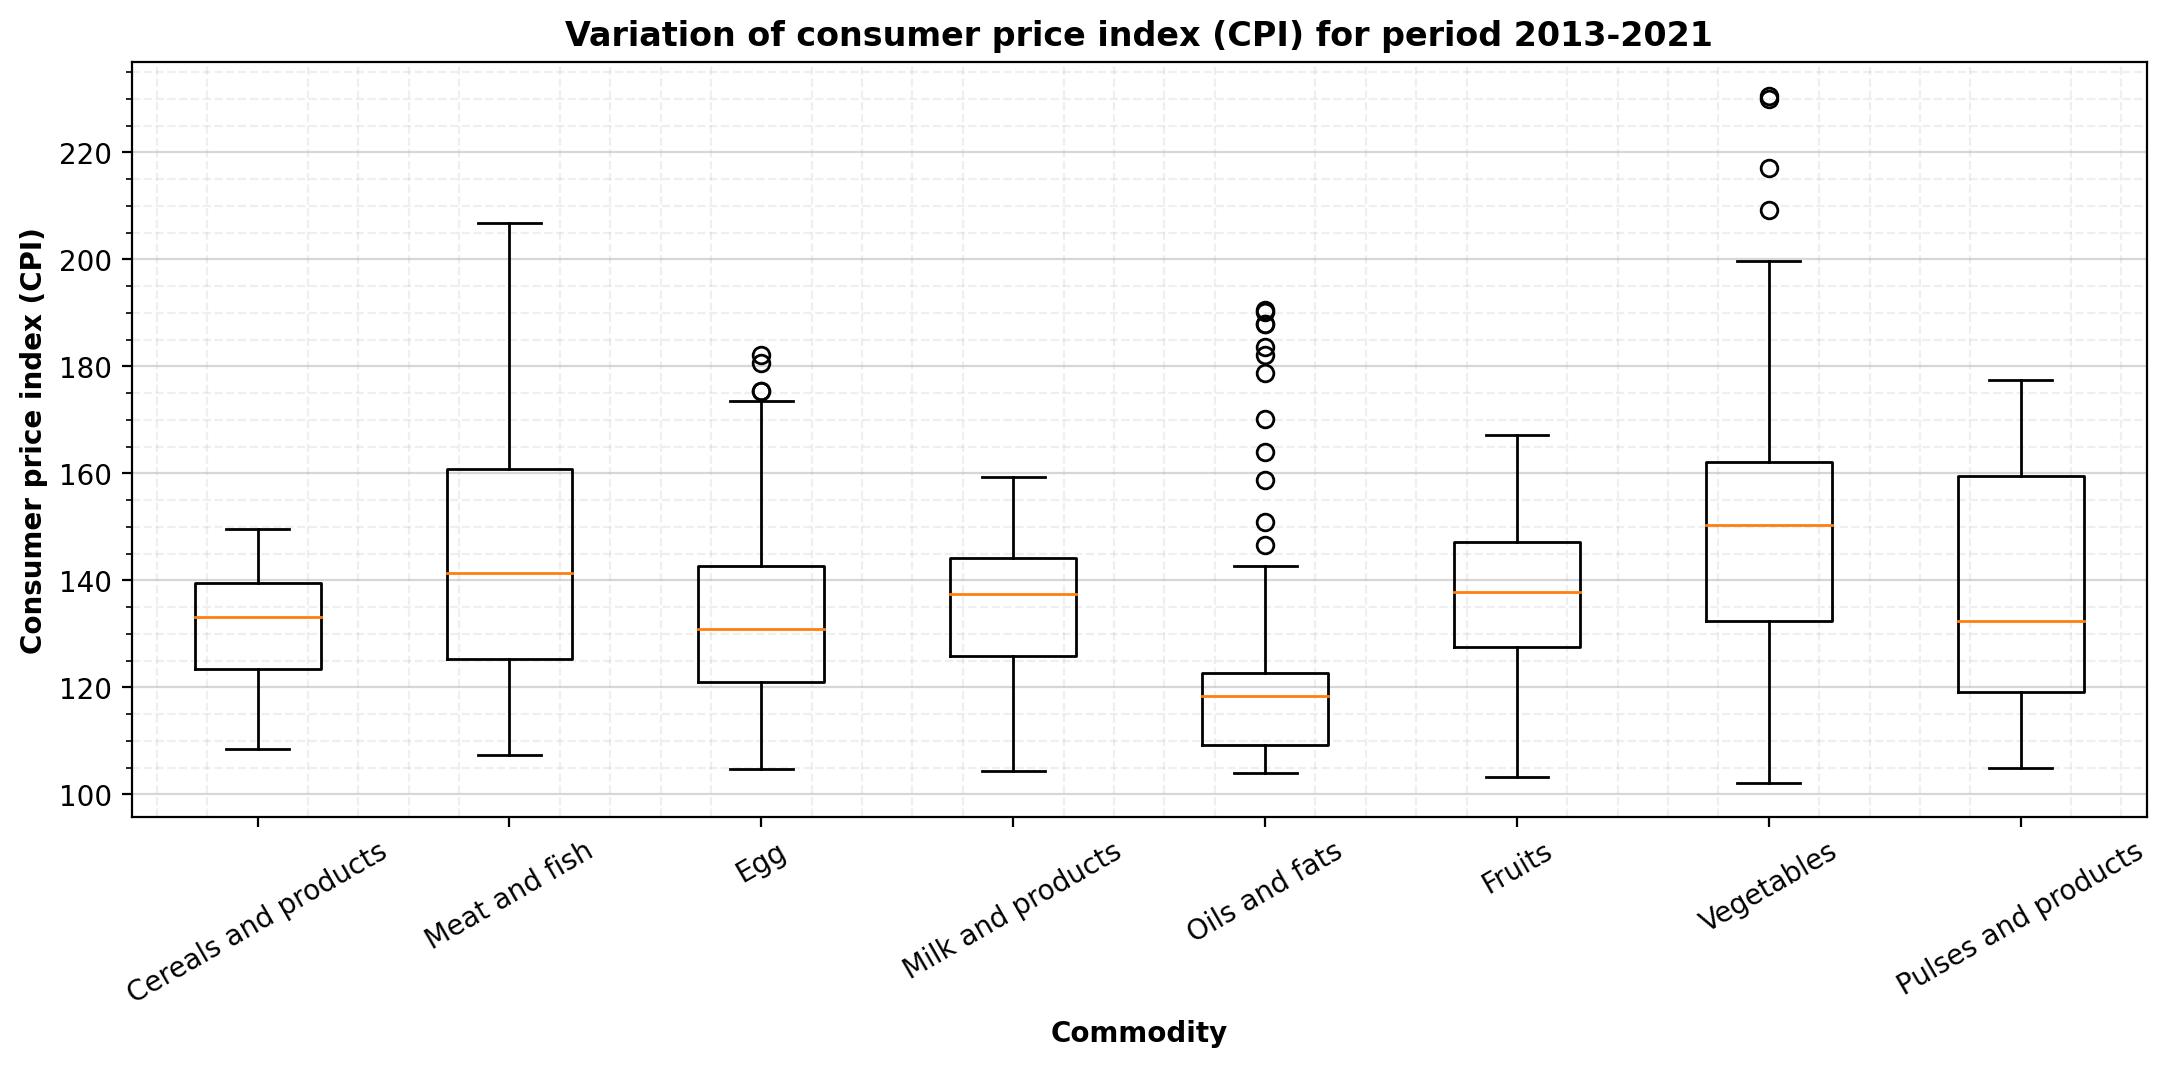 Variation of consumer price index (CPI) for period 2013-2021
Consumer price index (CPI)
220
200
180
160
140
120
100
Cereals and products
Meat and fish
Egg
Milk and products
Oils and fats
Fruits
Vegetables
Pulses and products
Commodity